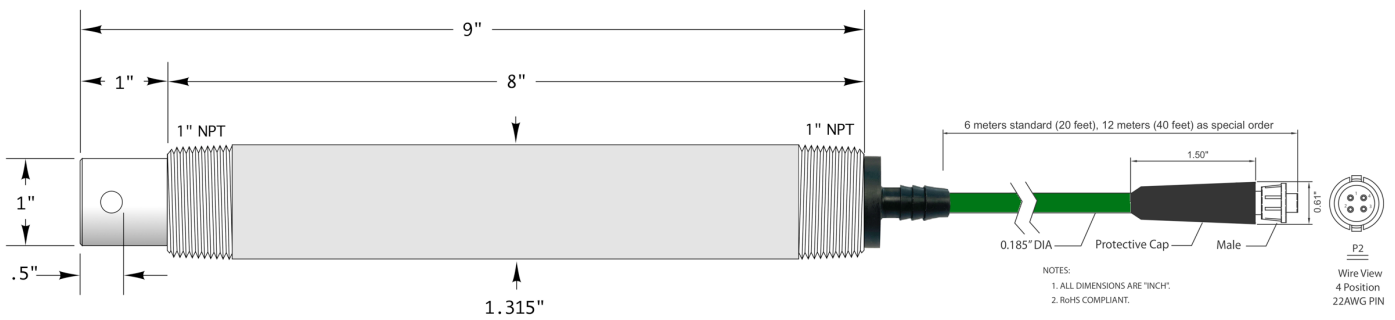 9"
1"
8"
1" NPT
1" NPT
6 meters standard (20 feet), 12 meters (40 feet) as special order
1.50"
1"
0.61"
.5"
0.185" DIA
Protective Cap
Male
1.315"
NOTES:
1. ALL DIMENSIONS ARE "INCH".
2. RoHS COMPLIANT.
P2
Wire View
4 Position
22AWG PIN